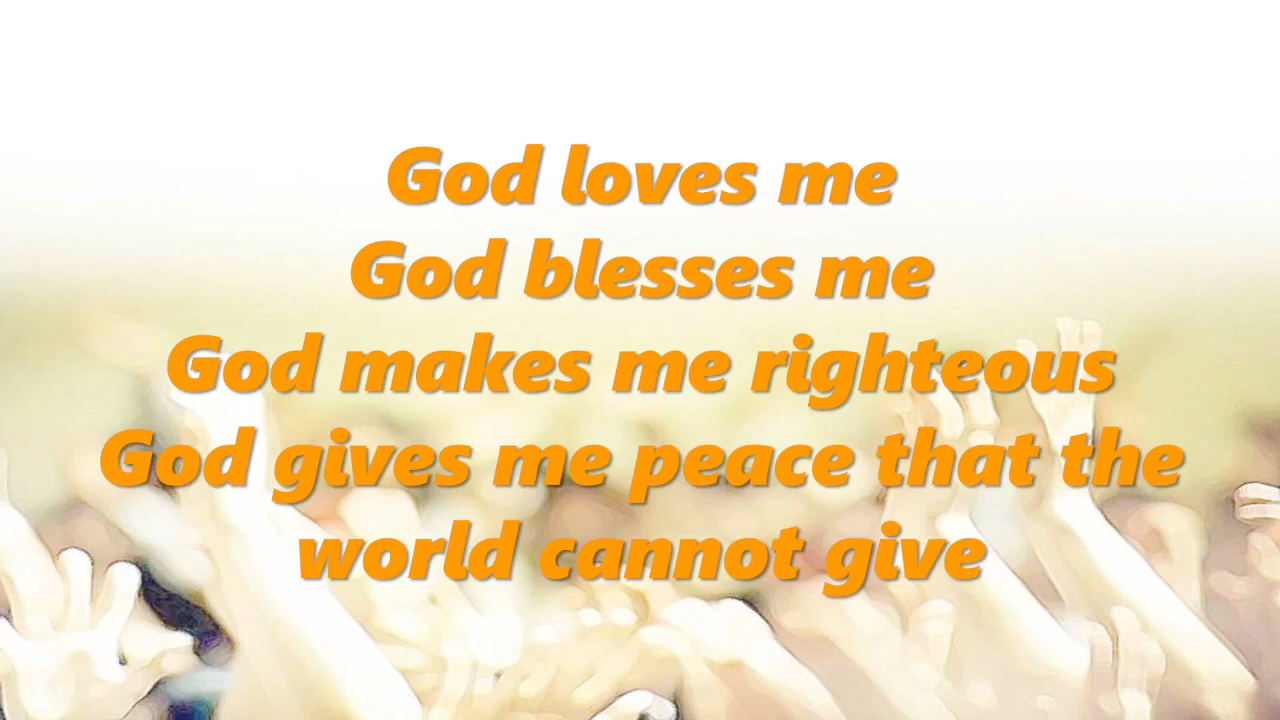 God loves me
God blesses me
God makes me righteous
God gives me peace that the
world cannot give